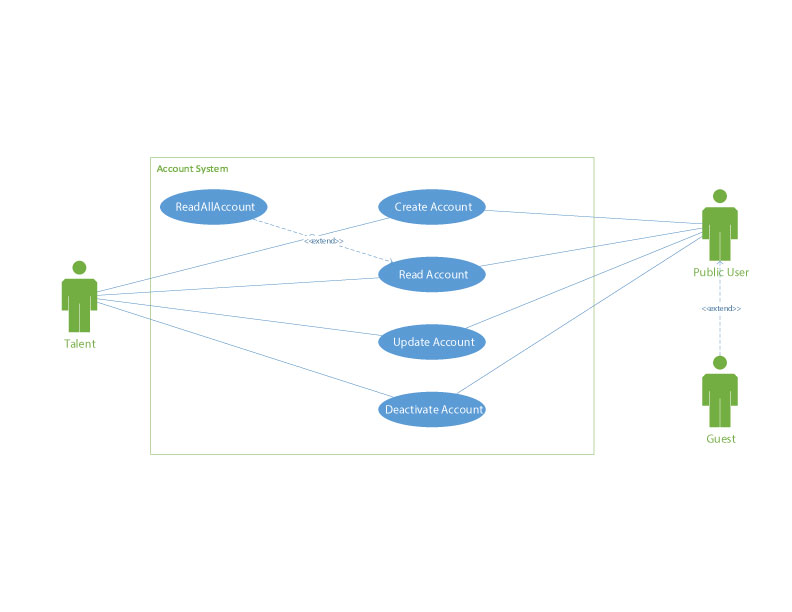 Account System
ReadAllAccount
Create Account
<<extend>>
Read Account
Public User
<<extend>>
Talent
Update Account
Deactivate Account
Guest